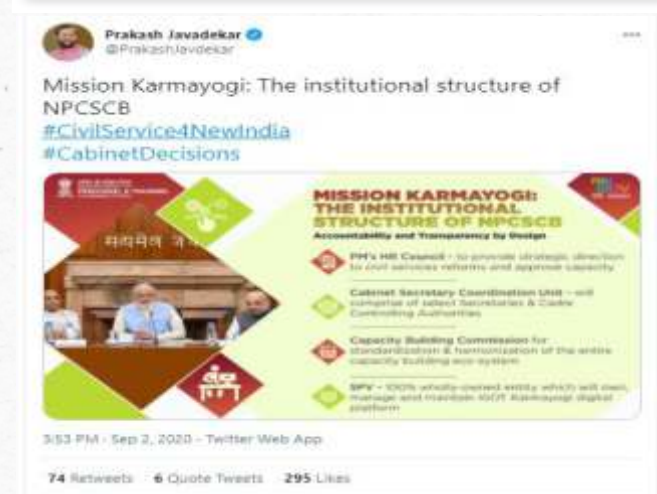 Prakash Javadekar
@PrakashJavdekar
Mission Karmayogi: The institutional structure of
NPCSCB
#CivilService4NewIndia
#CabinetDecisions
MISSION KARMAYOGI:
THE INSTITUTIONAL
STRUCTURE OF NPCSCB
Accountability and Transparency by Design
PM's HR Council - to provide strategic direction
to civil services reforms and approve capacity
Cabinet Secretary Coordination Unit - will
comprise of select Secretaries & Cadre
Controlling Authorities
Capacity Building Commission for
standardization & harmonization of the entire
capacity building eco-system
SPV - 100% wholly-owned entity which will own,
manage and maintain iGOT Karmayogi digital
platform
3:53 PM · Sep 2, 2020 · Twitter Web App
74 Retweets 6 Quote Tweets 295 Likes